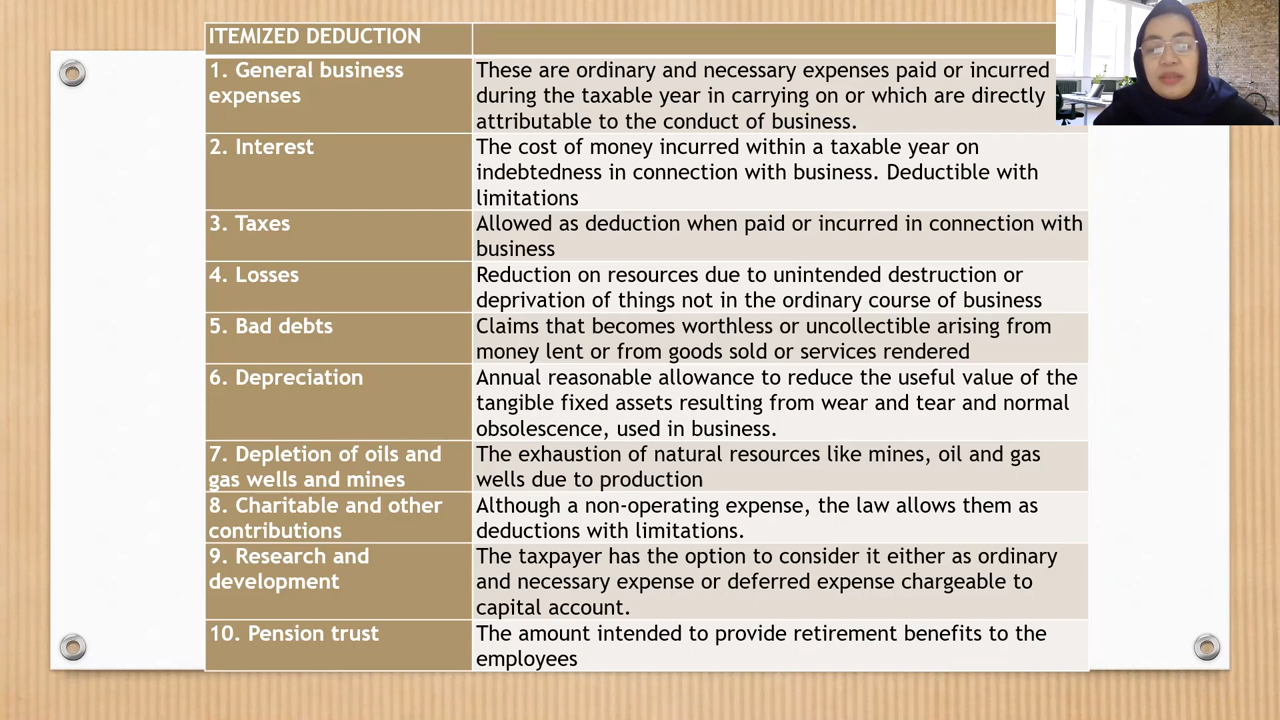 ITEMIZED DEDUCTION
1. General business
expenses
These are ordinary and necessary expenses paid or incurred
during the taxable year in carrying on or which are directly
attributable to the conduct of business.
2. Interest
The cost of money incurred within a taxable year on
indebtedness in connection with business. Deductible with
limitations
3. Taxes
Allowed as deduction when paid or incurred in connection with
business
4. Losses
Reduction on resources due to unintended destruction or
deprivation of things not in the ordinary course of business
5. Bad debts
Claims that becomes worthless or uncollectible arising from
money lent or from goods sold or services rendered
6. Depreciation
Annual reasonable allowance to reduce the useful value of the
tangible fixed assets resulting from wear and tear and normal
obsolescence, used in business.
7. Depletion of oils and
gas wells and mines
The exhaustion of natural resources like mines, oil and gas
wells due to production
8. Charitable and other
contributions
Although a non-operating expense, the law allows them as
deductions with limitations.
9. Research and
development
The taxpayer has the option to consider it either as ordinary
and necessary expense or deferred expense chargeable to
capital account.
10. Pension trust
The amount intended to provide retirement benefits to the
employees